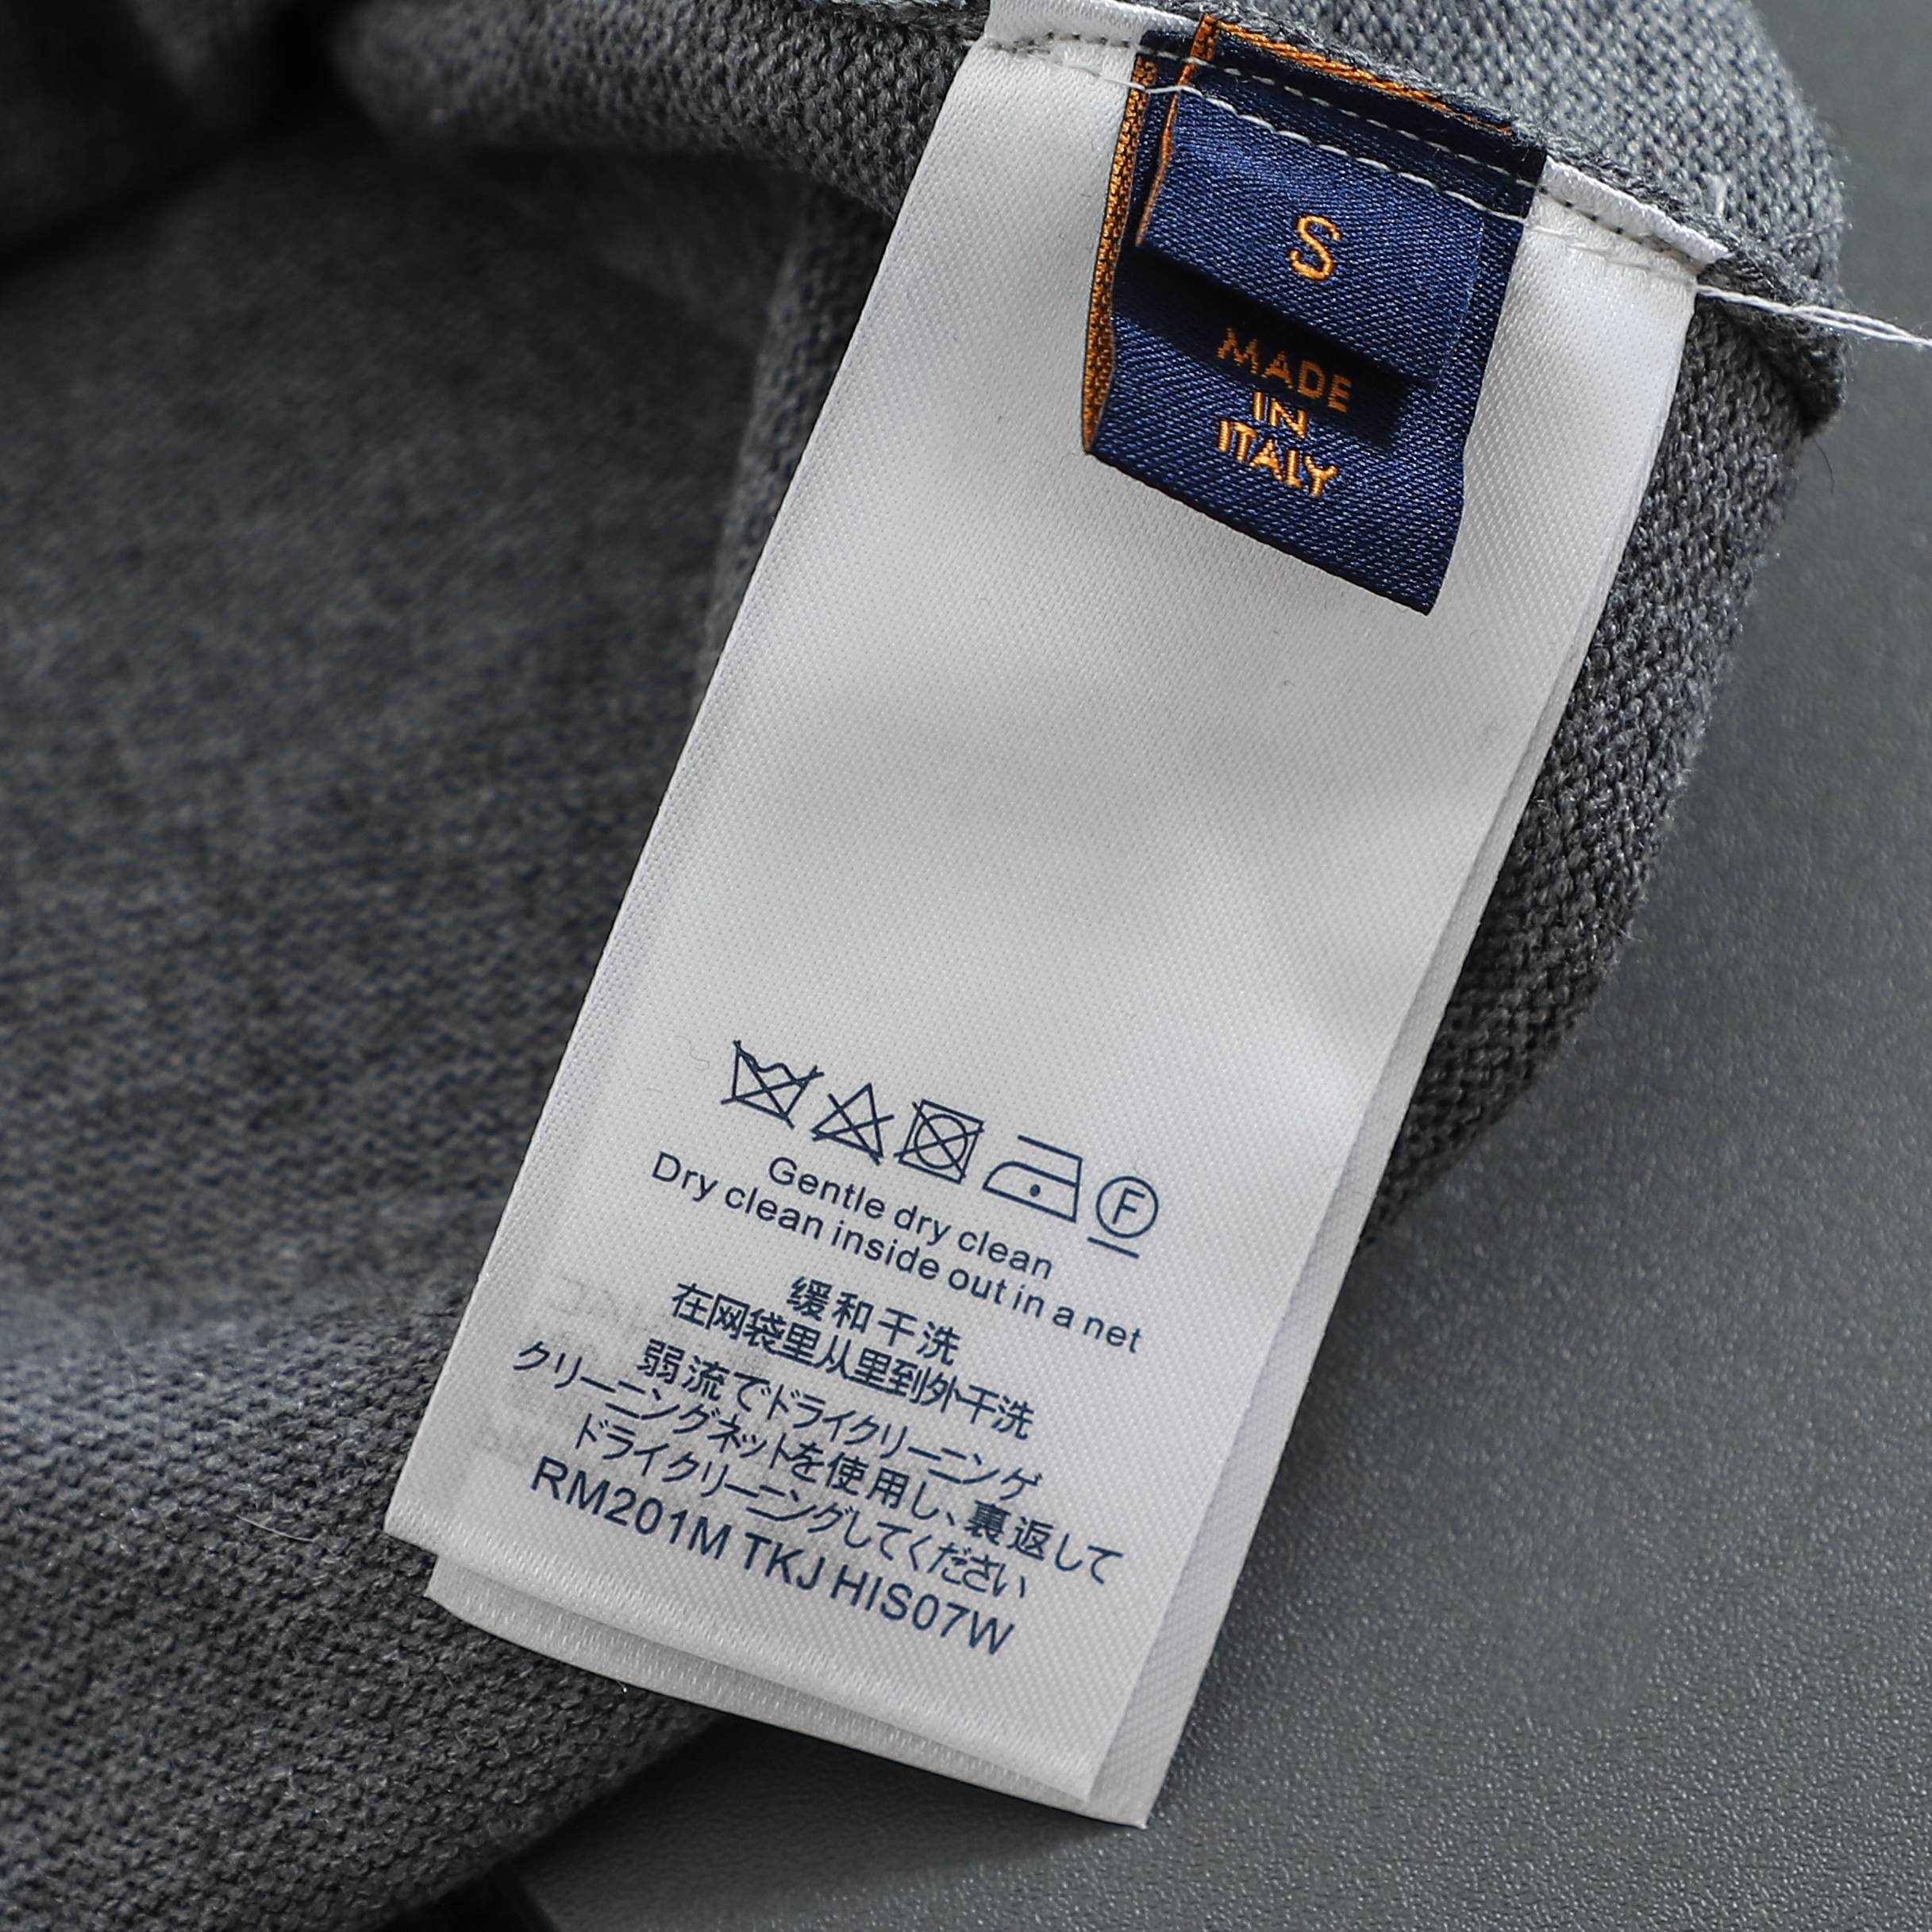 S
MADE
IN
ITALY
F
Gentle dry clean
Dry clean inside out in a net
缓和干洗
在网袋里从里到外干洗
弱流でドライクリーニンゲ
クリーニングネットを使用し、裏返して
ドライクリーニングしてください
RM201M TKJ HIS07W